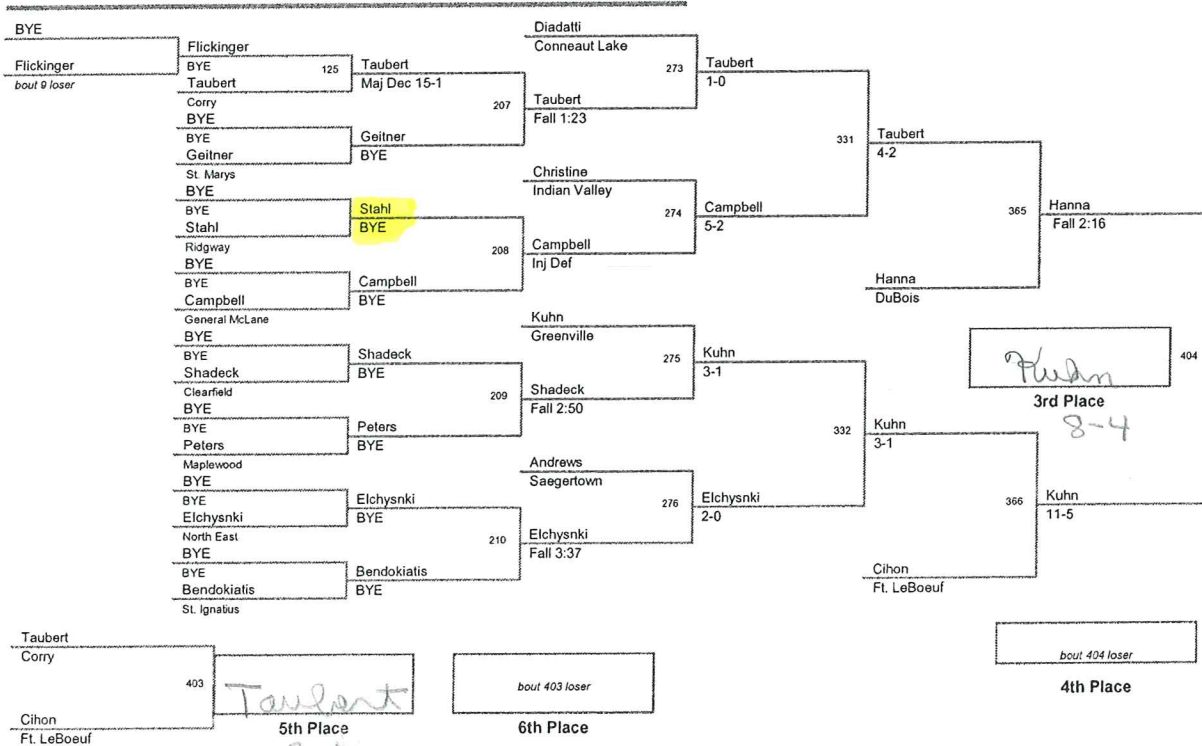 BYE
Flickinger
bout 9 loser
Flickinger
BYE
125
Taubert
Corry
BYE
BYE
Geitner
St. Marys
BYE
BYE
Stahl
Ridgway
BYE
BYE
Campbell
General McLane
BYE
BYE
Shadeck
Clearfield
BYE
BYE
Peters
Maplewood
BYE
BYE
Elchysnki
North East
BYE
BYE
Bendokiatis
St. Ignatius
Taubert
Maj Dec 15-1
207
Geitner
BYE
Stahl
BYE
208
Campbell
BYE
Shadeck
BYE
209
Peters
BYE
Elchysnki
BYE
210
Bendokiatis
BYE
Diadatti
Conneaut Lake
273
Taubert
Fall 1:23
Christine
Indian Valley
274
Campbell
Inj Def
Kuhn
Greenville
275
Shadeck
Fall 2:50
Andrews
Saegertown
276
Elchysnki
Fall 3:37
Taubert
1-0
331
Campbell
5-2
Kuhn
3-1
332
Elchysnki
2-0
Taubert
4-2
365
Hanna
DuBois
Kuhn
3-1
366
Cihon
Ft. LeBoeuf
Hanna
Fall 2:16
Kuhn
404
3rd Place
8-4
Kuhn
11-5
bout 404 loser
4th Place
Taubert
Corry
403
Cihon
Ft. LeBoeuf
Taubert
5th Place
bout 403 loser
6th Place